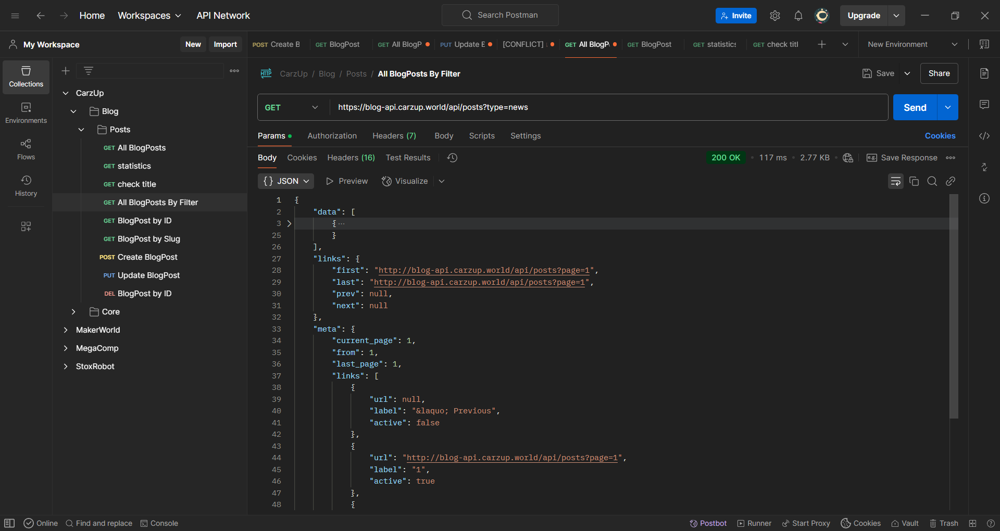 Home Workspaces API Network Search Postman Invite Upgrade
My Workspace New Import
POST Create B GET BlogPost GET All BlogP PUT Update E [CONFLICT] GET All BlogP GET BlogPost GET statistics GET check titl New Environment
Collections
Environments
Flows
History
CarzUp
Blog
Posts
GET All BlogPosts
GET statistics
GET check title
GET All BlogPosts By Filter
GET BlogPost by ID
GET BlogPost by Slug
POST Create BlogPost
PUT Update BlogPost
DEL BlogPost by ID
Core
MakerWorld
MegaComp
StoxRobot
HTTP CarzUp / Blog / Posts / All BlogPosts By Filter Save Share
GET https://blog-api.carzup.world/api/posts?type=news Send
Params Authorization Headers (7) Body Scripts Settings Cookies
Body Cookies Headers (16) Test Results 200 OK 117 ms 2.77 KB e.g. Save Response
{} JSON Preview Visualize
1 {
2 "data": [
3 { ...
25 }
26 ],
27 "links": {
28 "first": "http://blog-api.carzup.world/api/posts?page=1",
29 "last": "http://blog-api.carzup.world/api/posts?page=1",
30 "prev": null,
31 "next": null
32 },
33 "meta": {
34 "current_page": 1,
35 "from": 1,
36 "last_page": 1,
37 "links": [
38 {
39 "url": null,
40 "label": "&laquo; Previous",
41 "active": false
42 },
43 {
44 "url": "http://blog-api.carzup.world/api/posts?page=1",
45 "label": "1",
46 "active": true
47 },
48 {
Online Find and replace Console Postbot Runner Start Proxy Cookies Vault Trash